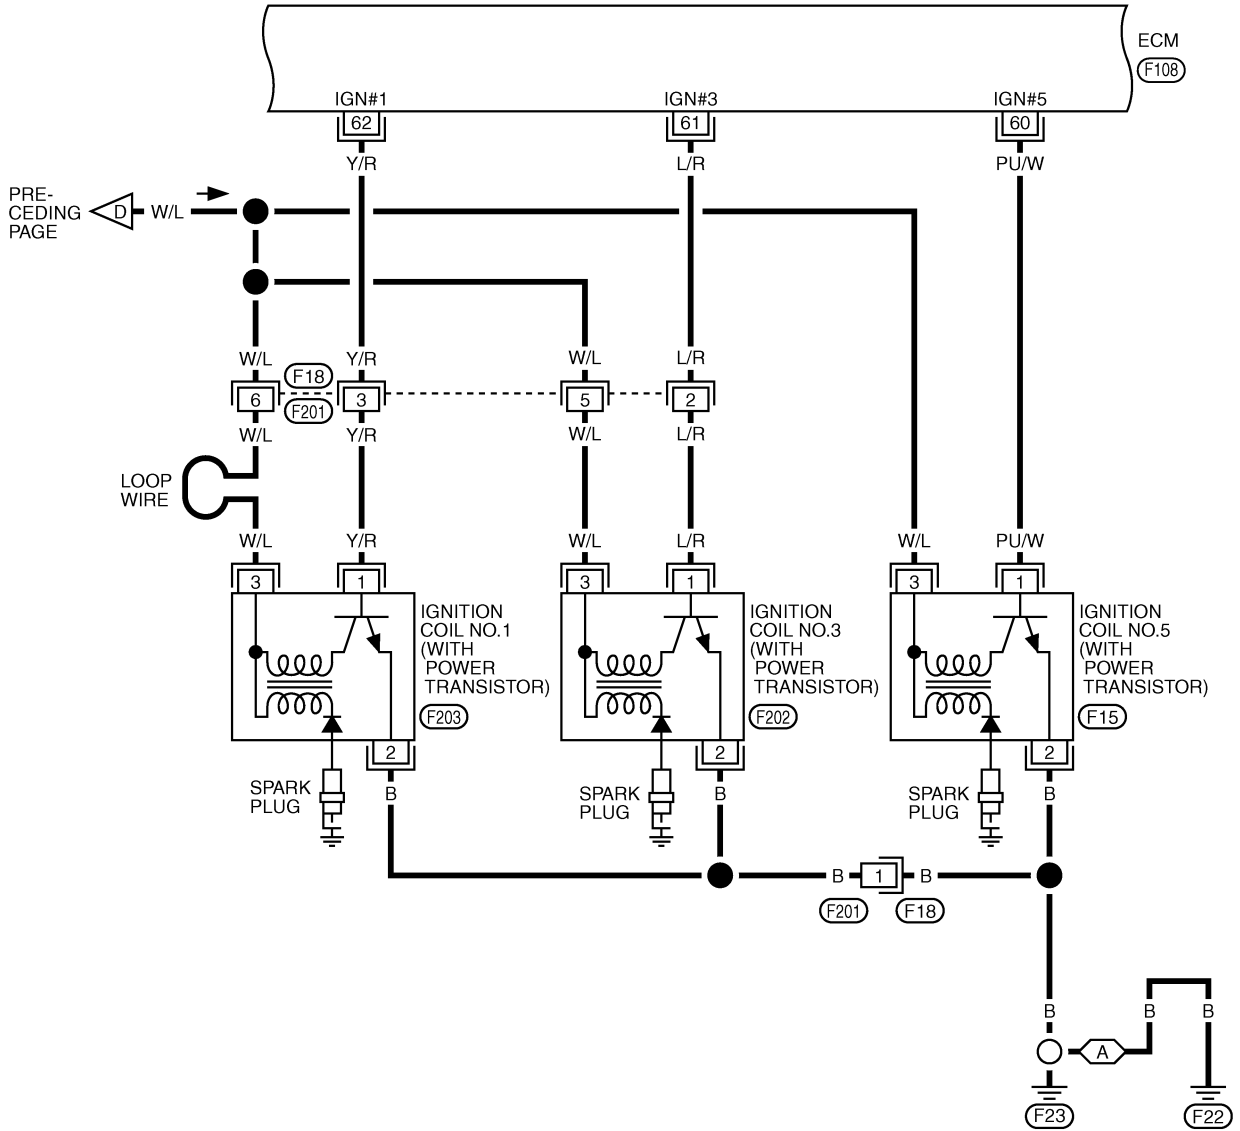 ECM
F108
IGN#1
IGN#3
IGN#5
62
61
60
Y/R
L/R
PU/W
PRE-
CEDING
PAGE
D
W/L
W/L
Y/R
W/L
L/R
F18
6
3
5
2
F201
W/L
Y/R
W/L
L/R
LOOP
WIRE
W/L
Y/R
W/L
L/R
W/L
PU/W
3
1
3
1
3
1
IGNITION
COIL NO.1
(WITH
POWER
TRANSISTOR)
F203
IGNITION
COIL NO.3
(WITH
POWER
TRANSISTOR)
F202
IGNITION
COIL NO.5
(WITH
POWER
TRANSISTOR)
F15
2
2
2
SPARK
PLUG
B
SPARK
PLUG
B
SPARK
PLUG
B
B
1
B
F201
F18
B
B
B
A
F23
F22